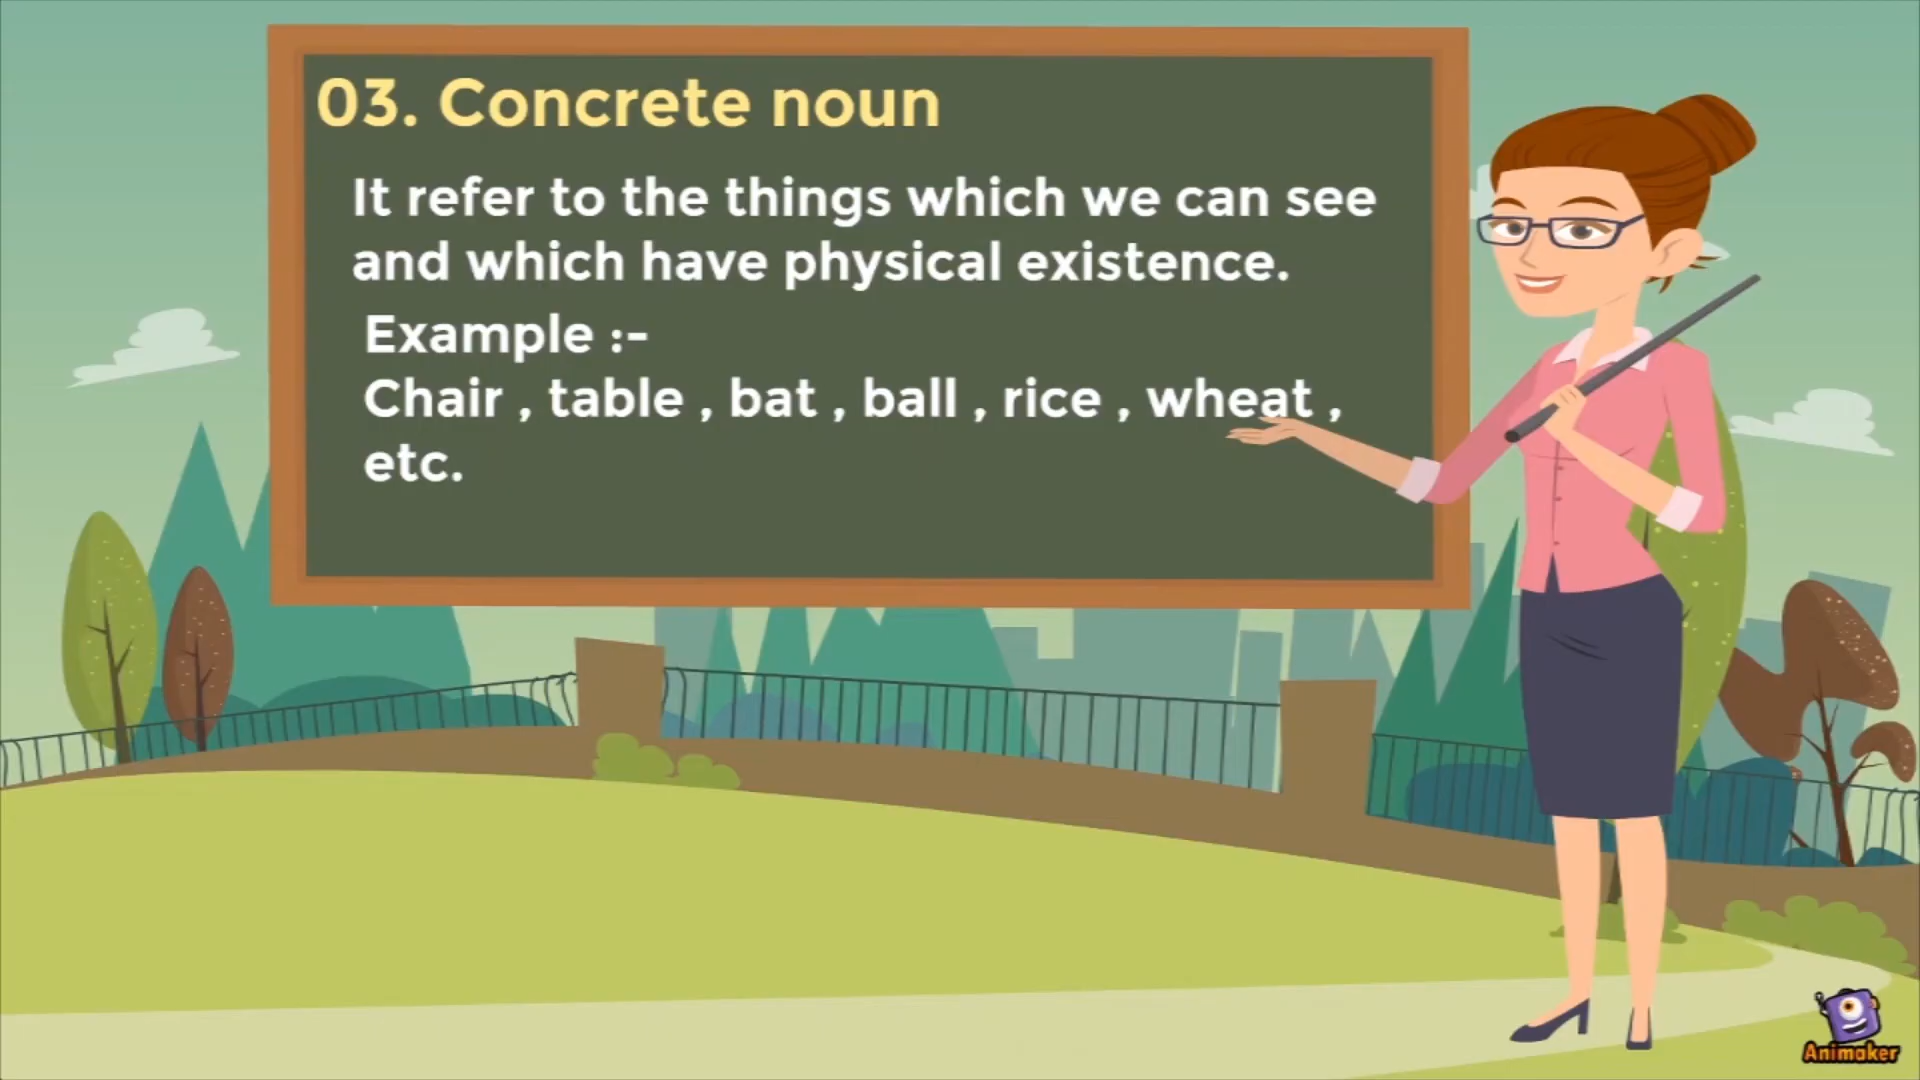 03. Concrete noun
It refer to the things which we can see
and which have physical existence.
Example :-
Chair , table , bat , ball , rice , wheat ,
etc.
Animaker